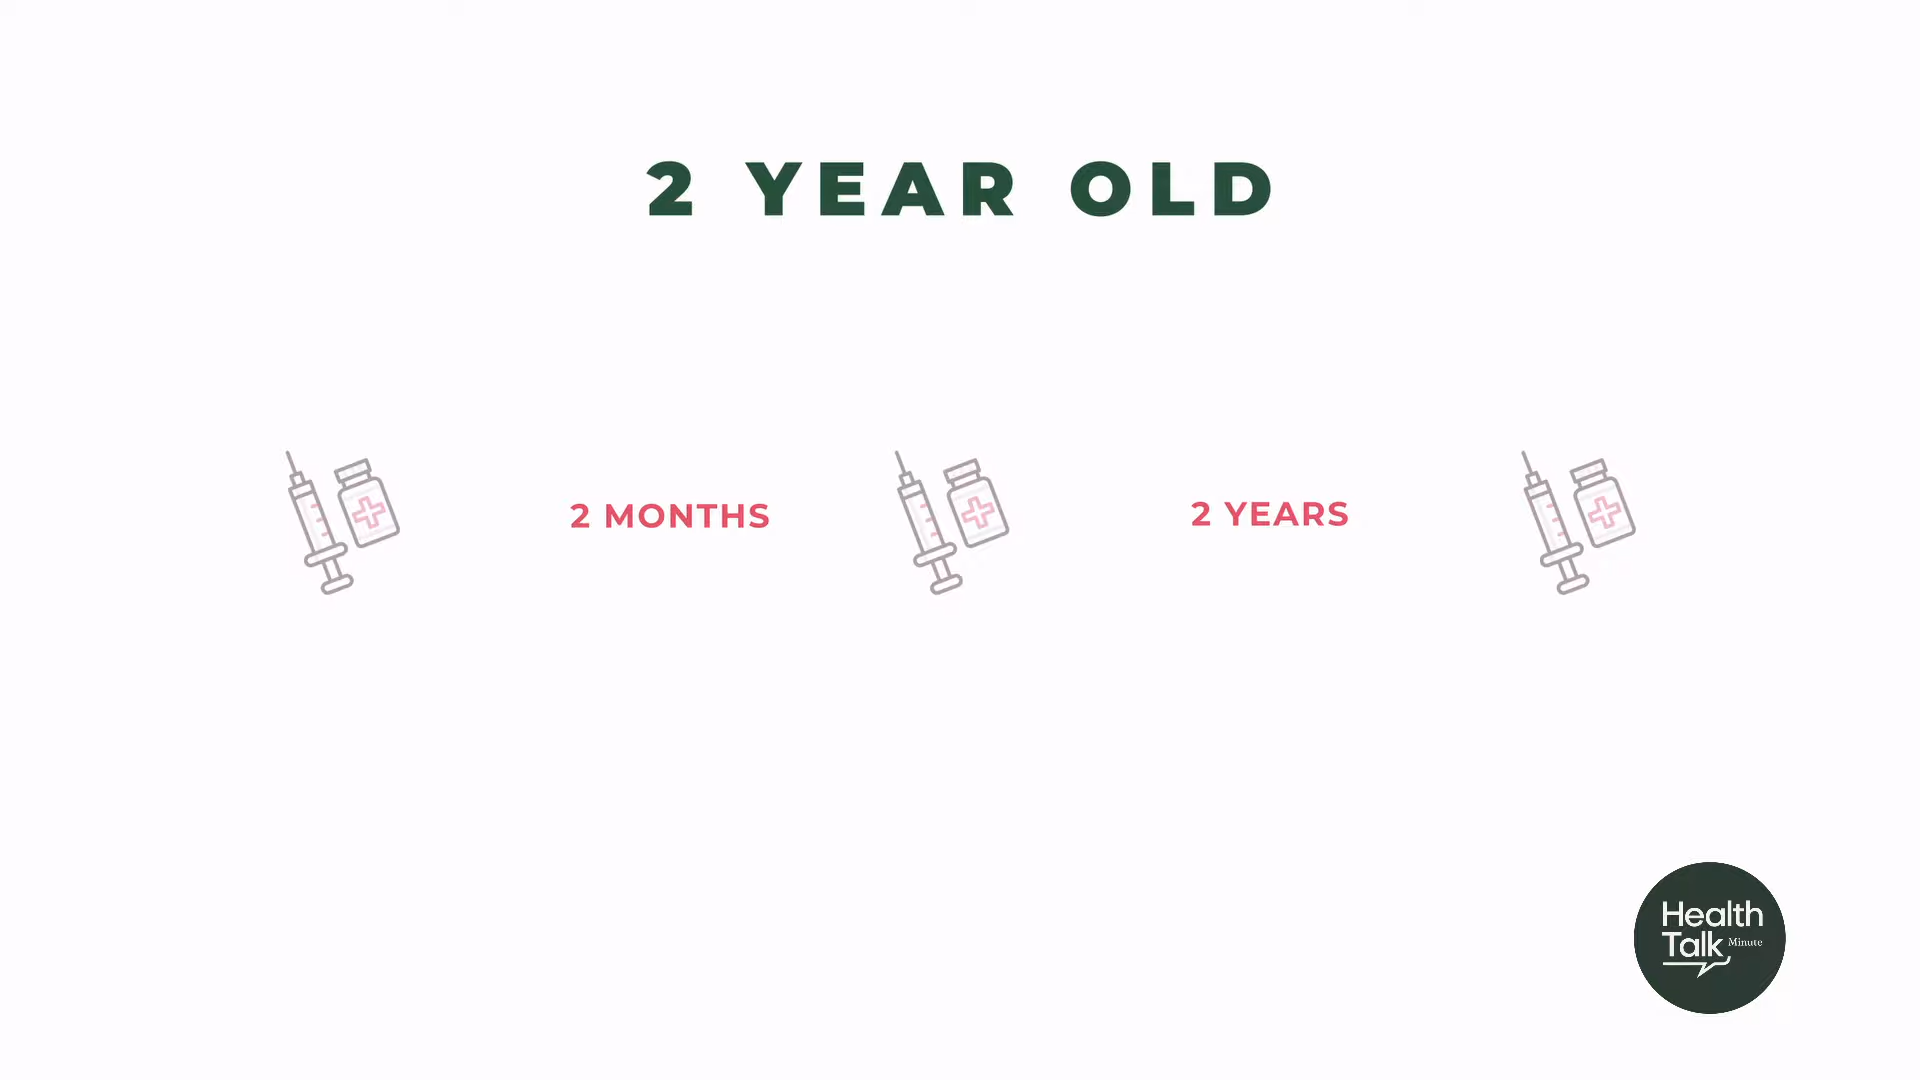 2 YEAR OLD
2 MONTHS
2 YEARS
Health
Talk Minute